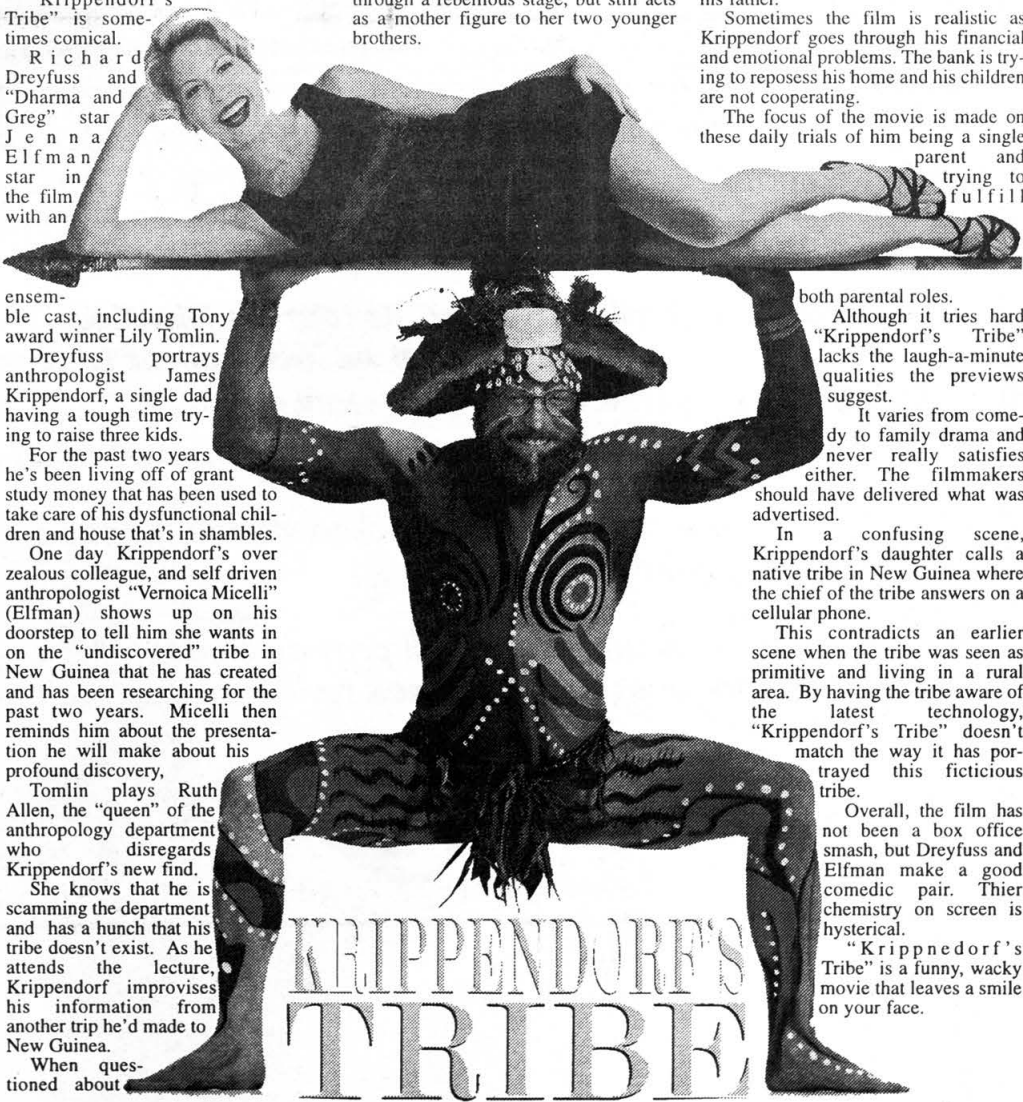 Krippendorf's
Tribe" is some-
times comical.
Richard
Dreyfuss and
"Dharma and
Greg" star
Jenna
Elfman
star in
the film
with an
ensem-
ble cast, including Tony
award winner Lily Tomlin.
Dreyfuss portrays
anthropologist James
Krippendorf, a single dad
having a tough time try-
ing to raise three kids.
For the past two years
he's been living off of grant
study money that has been used to
take care of his dysfunctional chil-
dren and house that's in shambles.
One day Krippendorf's over
zealous colleague, and self driven
anthropologist "Vernoica Micelli"
(Elfman) shows up on his
doorstep to tell him she wants in
on the "undiscovered" tribe in
New Guinea that he has created
and has been researching for the
past two years. Micelli then
reminds him about the presenta-
tion he will make about his
profound discovery,
Tomlin plays Ruth
Allen, the "queen" of the
anthropology department
who disregards
Krippendorf's new find.
She knows that he is
scamming the department
and has a hunch that his
tribe doesn't exist. As he
attends the lecture,
Krippendorf improvises
his information from
another trip he'd made to
New Guinea.
When ques-
tioned about
through a rebellious stage, but still acts
as a mother figure to her two younger
brothers.
his father.
Sometimes the film is realistic as
Krippendorf goes through his financial
and emotional problems. The bank is try-
ing to reposess his home and his children
are not cooperating.
The focus of the movie is made on
these daily trials of him being a single
parent and
trying to
fulfill
both parental roles.
Although it tries hard
"Krippendorf's Tribe"
lacks the laugh-a-minute
qualities the previews
suggest.
It varies from come-
dy to family drama and
never really satisfies
either. The filmmakers
should have delivered what was
advertised.
In a confusing scene,
Krippendorf's daughter calls a
native tribe in New Guinea where
the chief of the tribe answers on a
cellular phone.
This contradicts an earlier
scene when the tribe was seen as
primitive and living in a rural
area. By having the tribe aware of
the latest technology,
"Krippendorf's Tribe" doesn't
match the way it has por-
trayed this ficticious
tribe.
Overall, the film has
not been a box office
smash, but Dreyfuss and
Elfman make a good
comedic pair. Thier
chemistry on screen is
hysterical.
"Krippnedorf's
Tribe" is a funny, wacky
movie that leaves a smile
on your face.
KRIPPENDORF'S
TRIBE